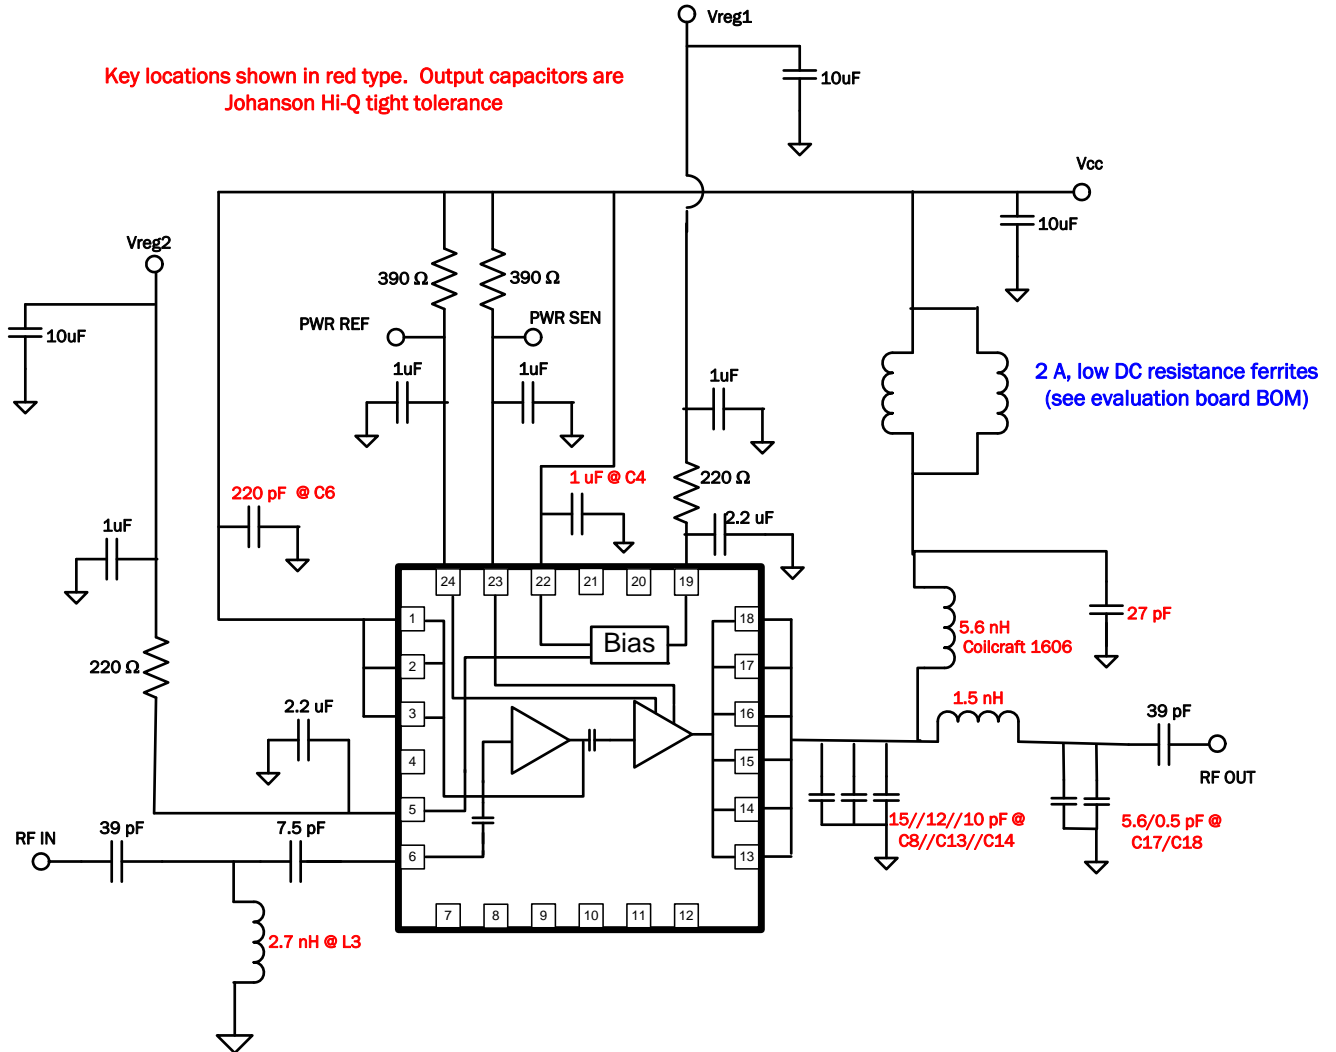 Vreg1
Key locations shown in red type. Output capacitors are
Johanson Hi-Q tight tolerance
10uF
Vcc
10uF
Vreg2
10uF
390 Ω
390 Ω
PWR REF
PWR SEN
1uF
1uF
1uF
2 A, low DC resistance ferrites
(see evaluation board BOM)
220 pF @ C6
1 uF @ C4
220 Ω
2.2 uF
1uF
24
23
22
21
20
19
1
2
3
4
5
6
Bias
18
17
16
15
14
13
7
8
9
10
11
12
27 pF
5.6 nH
Coilcraft 1606
220 Ω
2.2 uF
1.5 nH
39 pF
RF OUT
15//12//10 pF @
C8//C13//C14
5.6/0.5 pF @
C17/C18
RF IN
39 pF
7.5 pF
2.7 nH @ L3